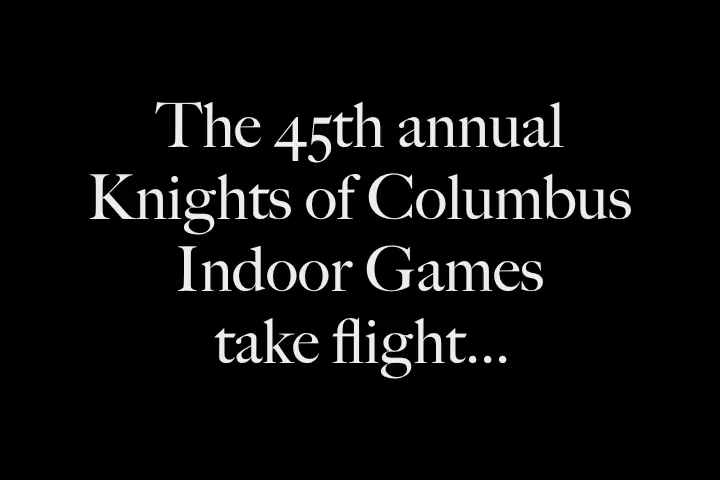 The 45th annual
Knights of Columbus
Indoor Games
take flight...